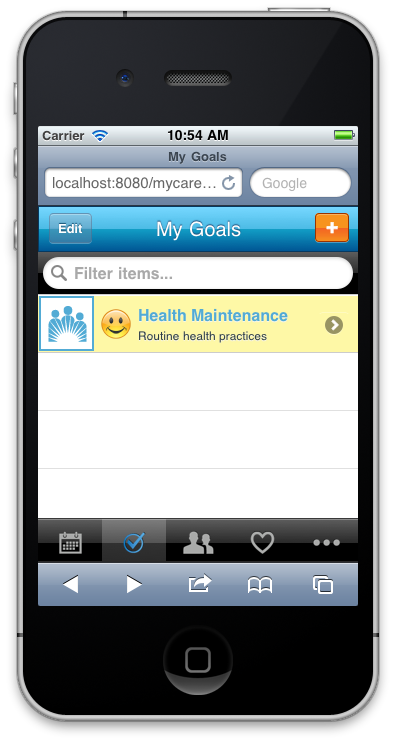 Carrier 10:54 AM
My Goals
localhost:8080/mycare... Google
Edit My Goals +
Filter items...
Health Maintenance
Routine health practices